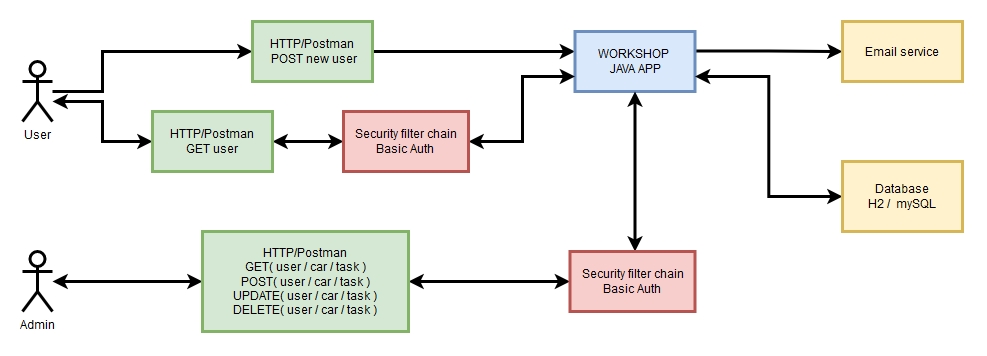 HTTP/Postman
POST new user
WORKSHOP
JAVA APP
Email service
User
HTTP/Postman
GET user
Security filter chain
Basic Auth
Database
H2 / mySQL
Admin
HTTP/Postman
GET( user / car / task )
POST( user / car / task )
UPDATE( user / car / task )
DELETE( user / car / task )
Security filter chain
Basic Auth